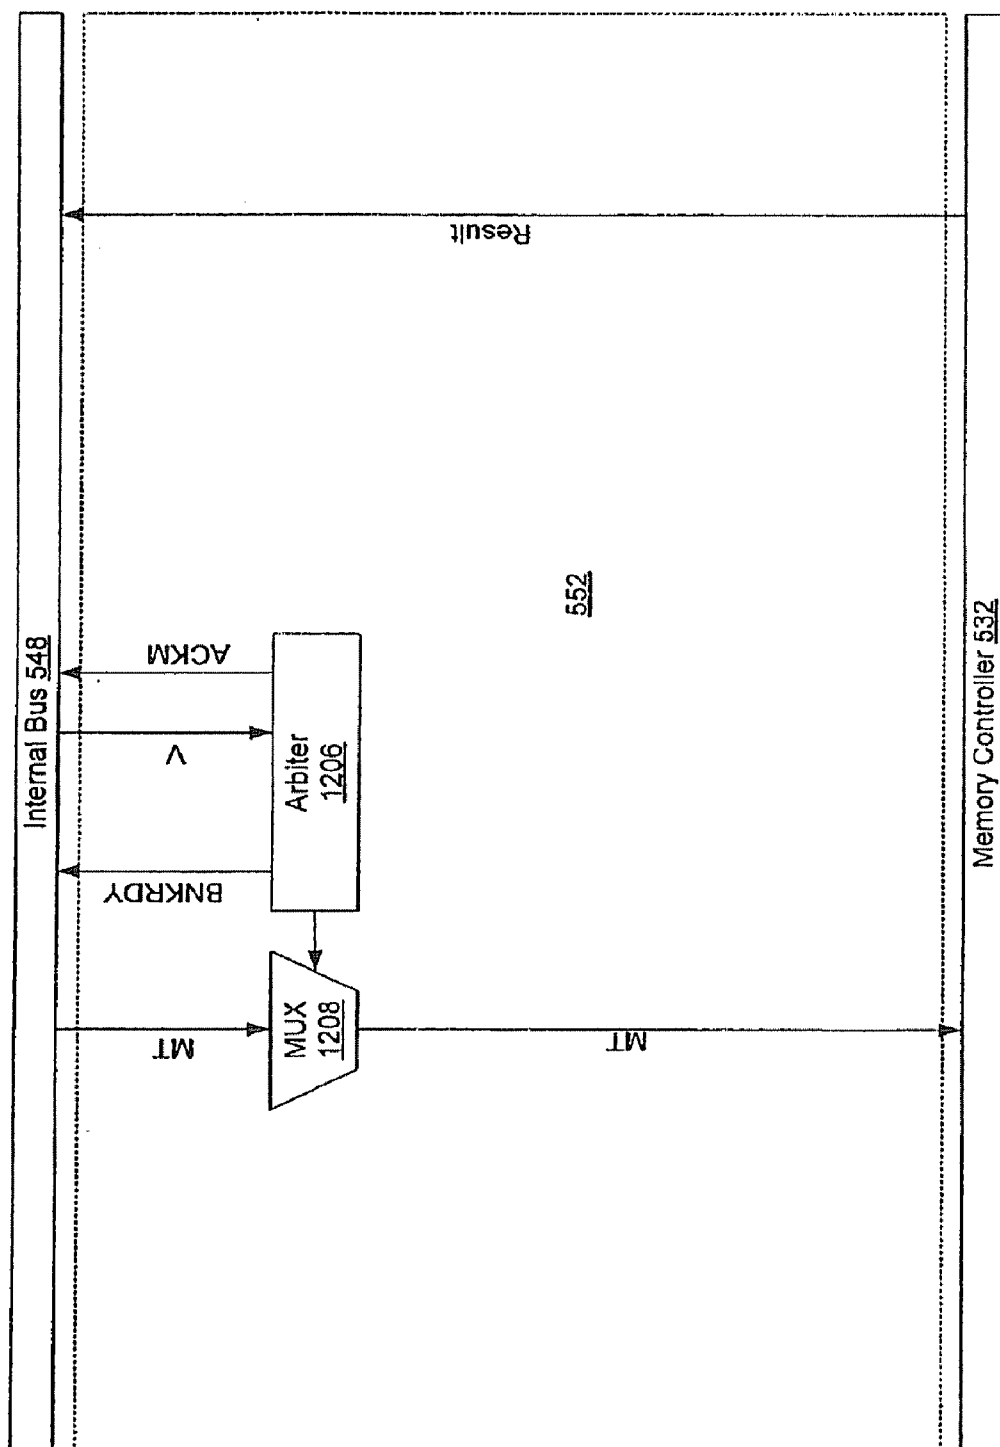 Internal Bus 548
MT
BNKRDY
V
ACKM
Result
MUX
1208
Arbiter
1206
552
MT
Memory Controller 532